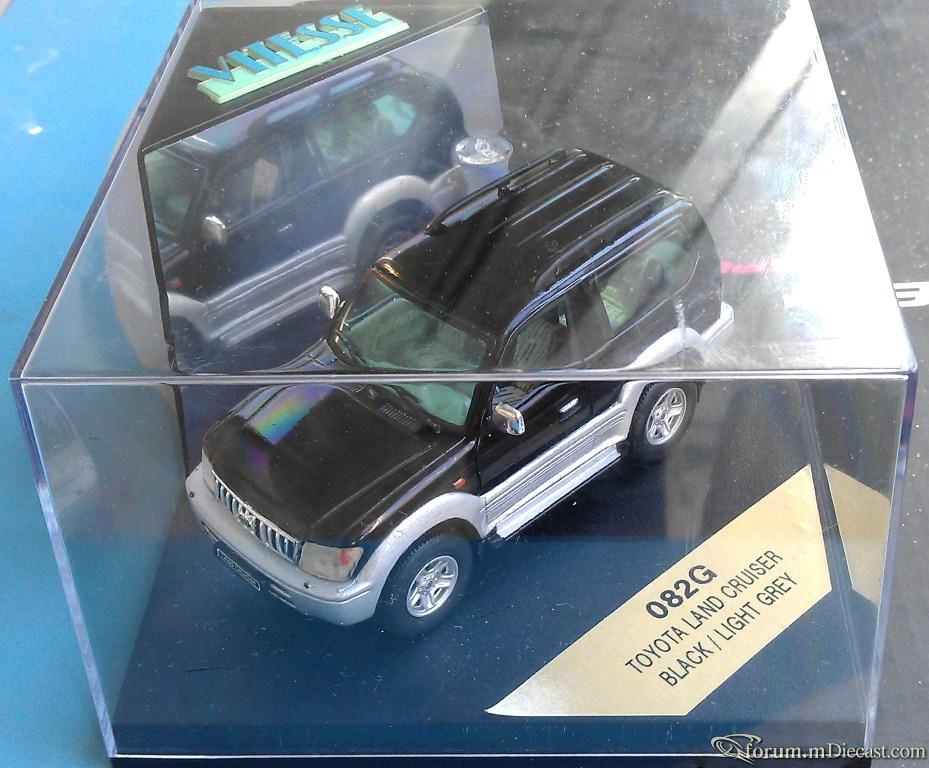 VITESSE
082G
TOYOTA LAND CRUISER
BLACK / LIGHT GREY
forum.mDiecast.com